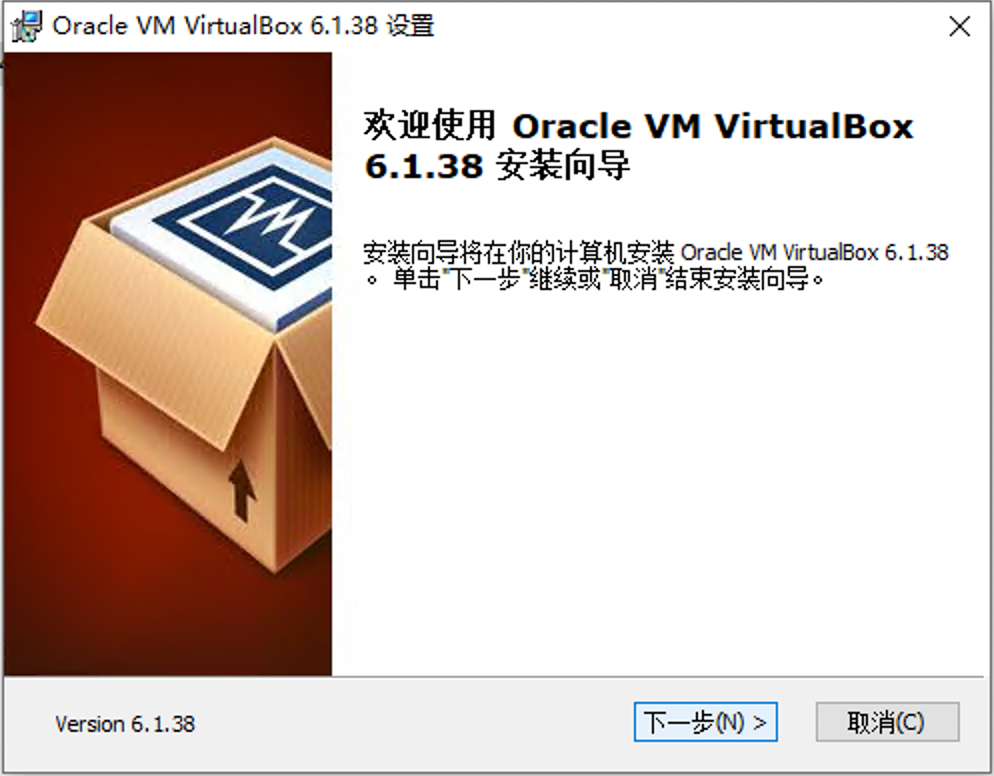 Oracle VM VirtualBox 6.1.38 设置
欢迎使用 Oracle VM VirtualBox
6.1.38 安装向导
安装向导将在你的计算机安装 Oracle VM VirtualBox 6.1.38
。 单击"下一步"继续或"取消"结束安装向导。
Version 6.1.38
下一步(N) >
取消(C)